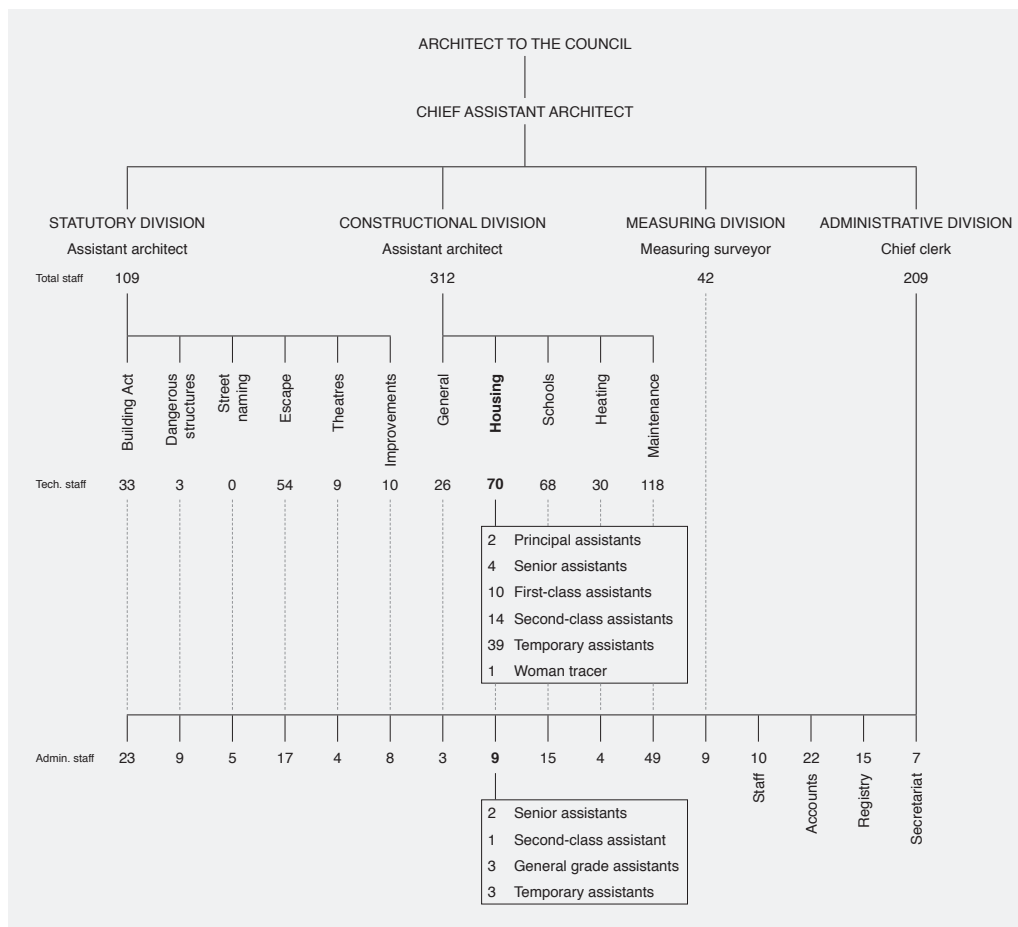 ARCHITECT TO THE COUNCIL
CHIEF ASSISTANT ARCHITECT
STATUTORY DIVISION
Assistant architect
CONSTRUCTIONAL DIVISION
Assistant architect
MEASURING DIVISION
Measuring surveyor
ADMINISTRATIVE DIVISION
Chief clerk
Total staff 109 312 42 209
Building Act
Dangerous
structures
Street
naming
Escape
Theatres
Improvements
General
Housing
Schools
Heating
Maintenance
Tech. staff 33 3 0 54 9 10 26 70 68 30 118
2 Principal assistants
4 Senior assistants
10 First-class assistants
14 Second-class assistants
39 Temporary assistants
1 Woman tracer
Admin. staff 23 9 5 17 4 8 3 9 15 4 49 9 10 22 15 7
Staff
Accounts
Registry
Secretariat
2 Senior assistants
1 Second-class assistant
3 General grade assistants
3 Temporary assistants